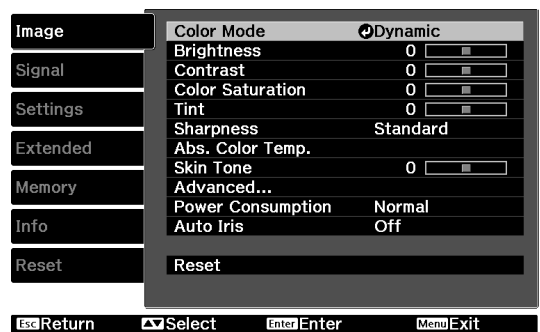 Image
Signal
Settings
Extended
Memory
Info
Reset
Color Mode Dynamic
Brightness 0
Contrast 0
Color Saturation 0
Tint 0
Sharpness Standard
Abs. Color Temp.
Skin Tone 0
Advanced...
Power Consumption Normal
Auto Iris Off
Reset
Esc Return Select Enter Enter Menu Exit